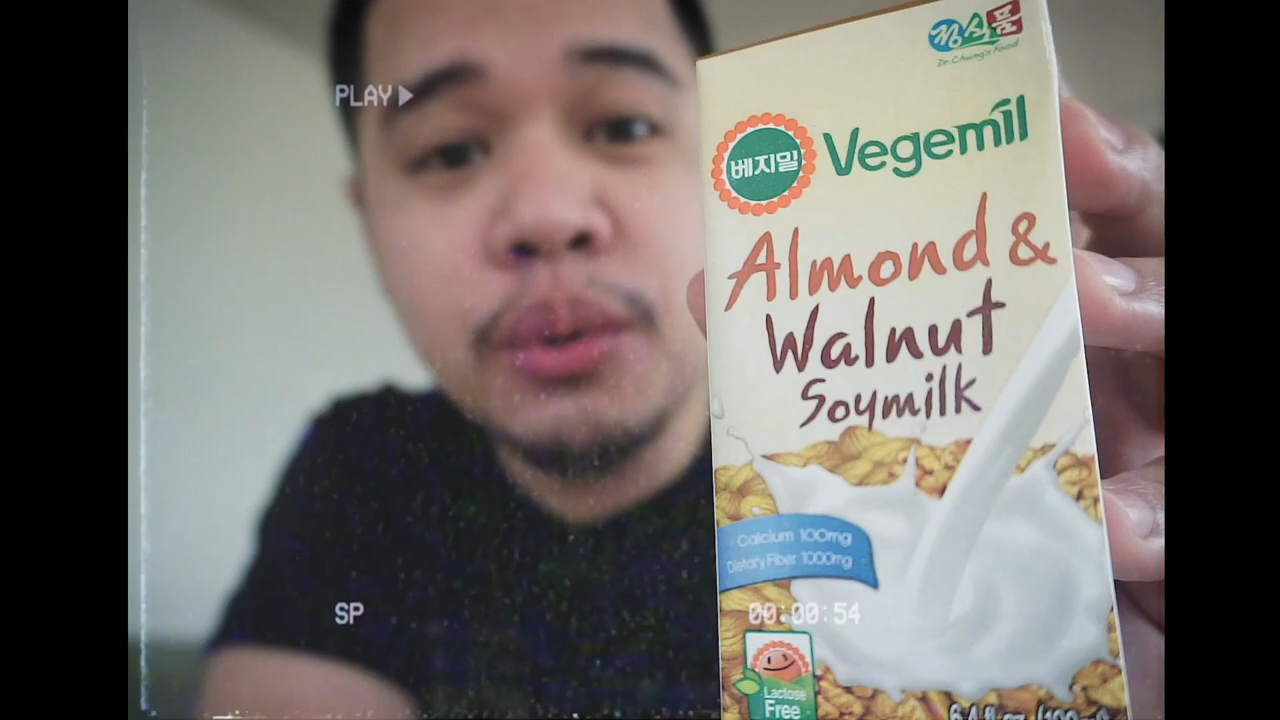 정식품
Dr.Chung's Food
PLAY
베지밀 Vegemil
Almond &
Walnut
Soymilk
Calcium 100mg
Dietary Fiber 1000mg
SP
00:00:54
Lactose
Free